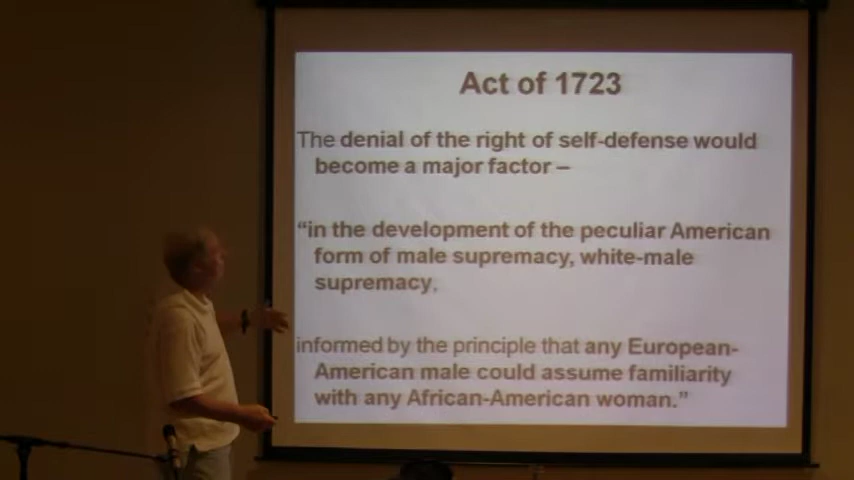 Act of 1723
The denial of the right of self-defense would
become a major factor –
“in the development of the peculiar American
form of male supremacy, white-male
supremacy,
informed by the principle that any European-
American male could assume familiarity
with any African-American woman.”